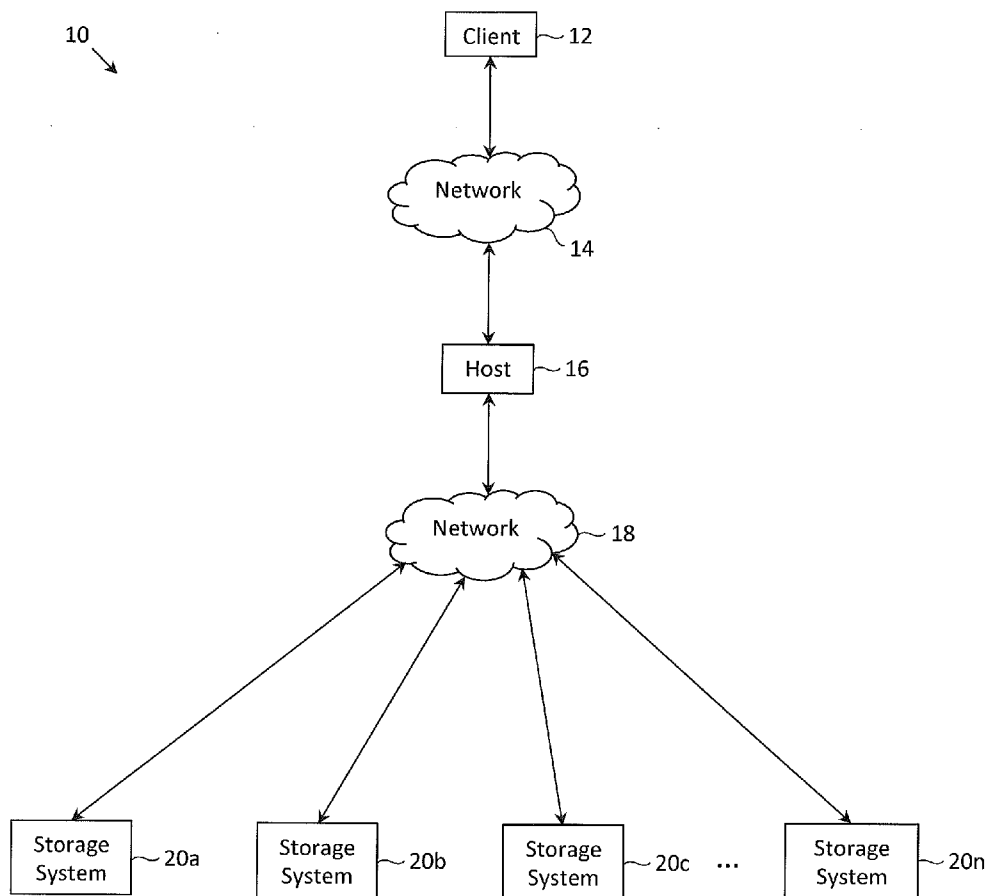 10
Client 12
Network
14
Host 16
Network
18
Storage
System 20a
Storage
System 20b
Storage
System 20c
...
Storage
System 20n